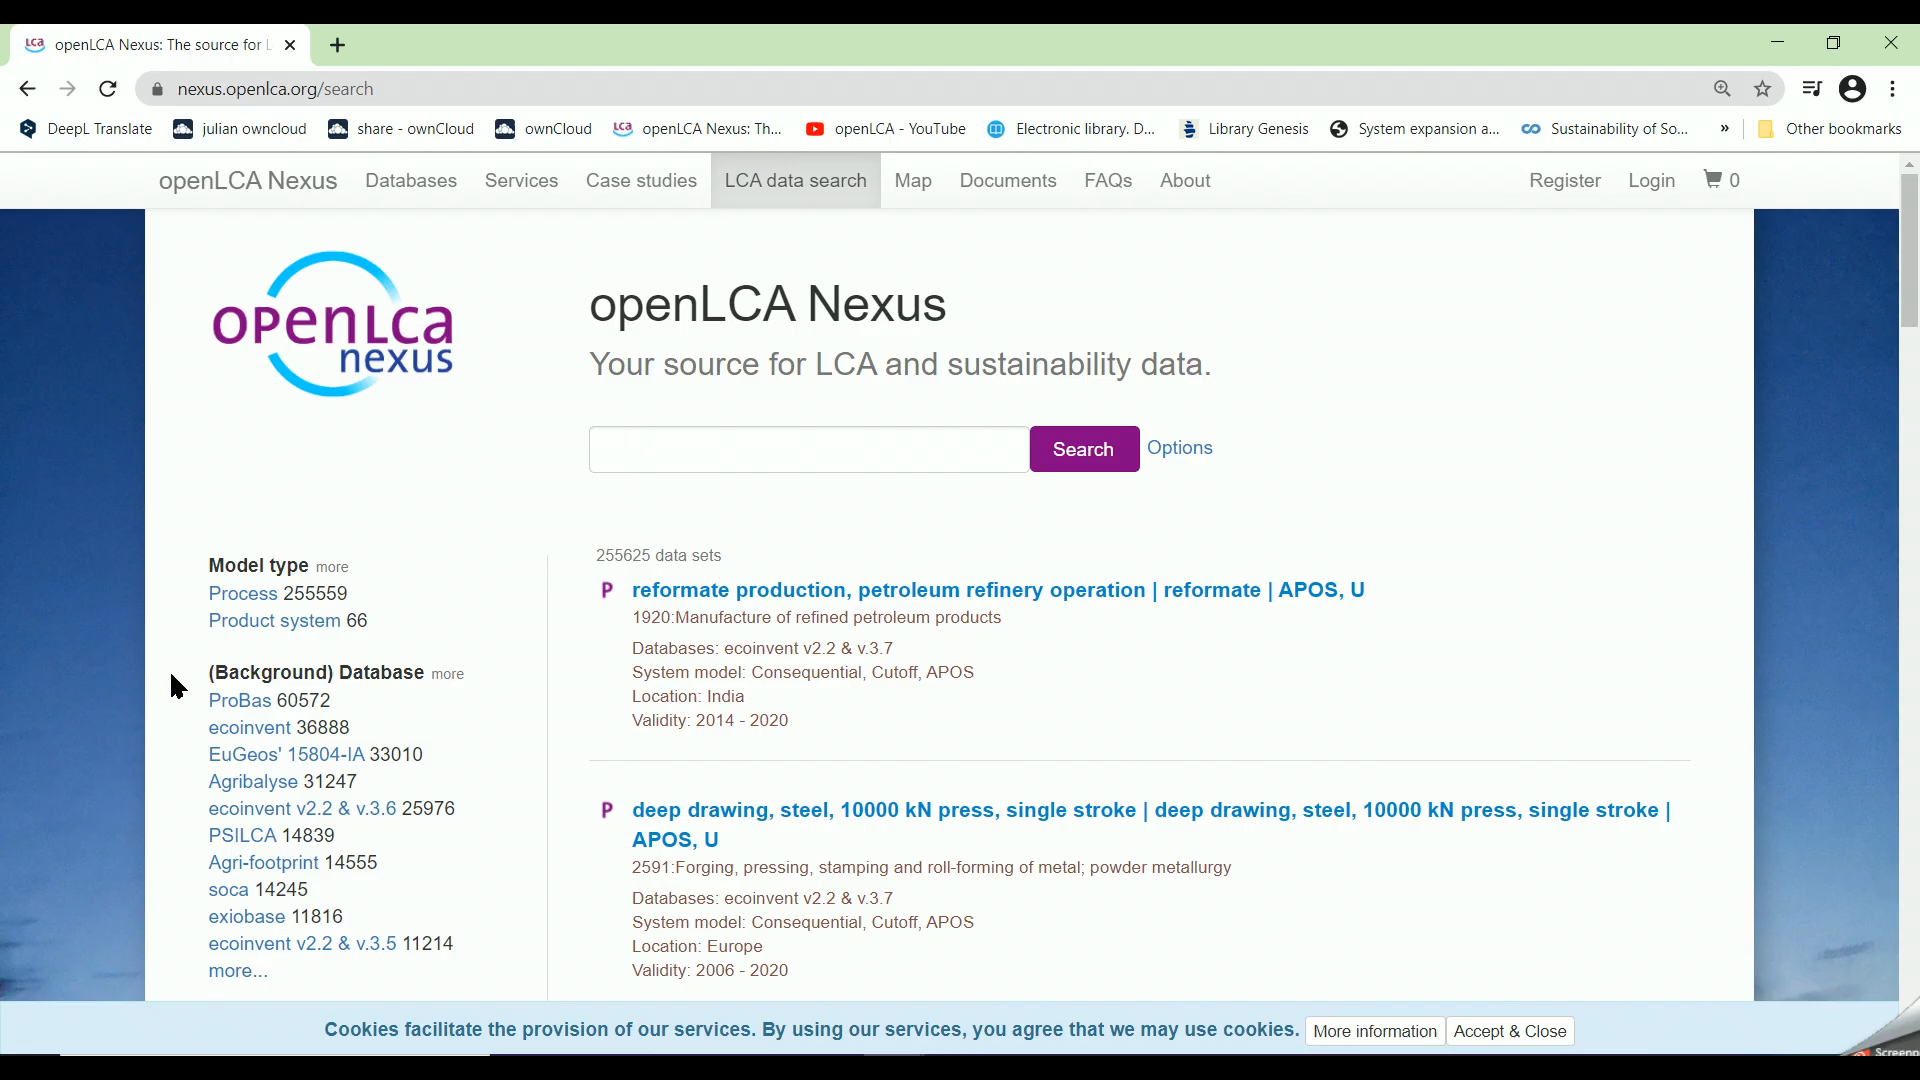 LCA openLCA Nexus: The source for L
nexus.openlca.org/search
DeepL Translate julian owncloud share - ownCloud ownCloud LCA openLCA Nexus: Th... openLCA - YouTube Electronic library. D... Library Genesis System expansion a... Sustainability of So... » Other bookmarks
openLCA Nexus Databases Services Case studies LCA data search Map Documents FAQs About Register Login 0
openLCA
nexus
openLCA Nexus
Your source for LCA and sustainability data.
Search Options
Model type more
Process 255559
Product system 66
(Background) Database more
ProBas 60572
ecoinvent 36888
EuGeos' 15804-IA 33010
Agribalyse 31247
ecoinvent v2.2 & v.3.6 25976
PSILCA 14839
Agri-footprint 14555
soca 14245
exiobase 11816
ecoinvent v2.2 & v.3.5 11214
more...
255625 data sets
P reformate production, petroleum refinery operation | reformate | APOS, U
1920:Manufacture of refined petroleum products
Databases: ecoinvent v2.2 & v.3.7
System model: Consequential, Cutoff, APOS
Location: India
Validity: 2014 - 2020
P deep drawing, steel, 10000 kN press, single stroke | deep drawing, steel, 10000 kN press, single stroke |
APOS, U
2591:Forging, pressing, stamping and roll-forming of metal; powder metallurgy
Databases: ecoinvent v2.2 & v.3.7
System model: Consequential, Cutoff, APOS
Location: Europe
Validity: 2006 - 2020
Cookies facilitate the provision of our services. By using our services, you agree that we may use cookies. More information Accept & Close